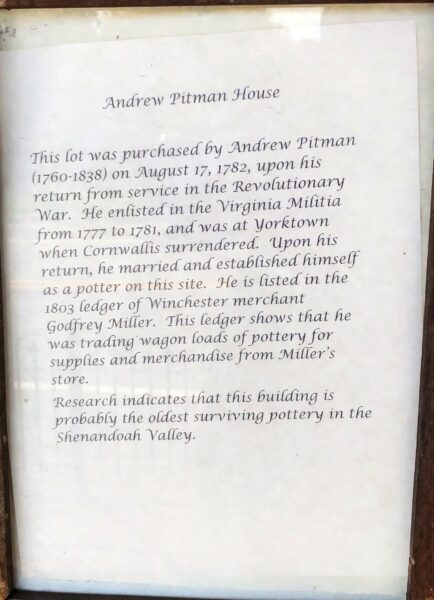 Andrew Pitman House
This lot was purchased by Andrew Pitman
(1760-1838) on August 17, 1782, upon his
return from service in the Revolutionary
War. He enlisted in the Virginia Militia
from 1777 to 1781, and was at Yorktown
when Cornwallis surrendered. Upon his
return, he married and established himself
as a potter on this site. He is listed in the
1803 ledger of Winchester merchant
Godfrey Miller. This ledger shows that he
was trading wagon loads of pottery for
supplies and merchandise from Miller's
store.
Research indicates that this building is
probably the oldest surviving pottery in the
Shenandoah Valley.